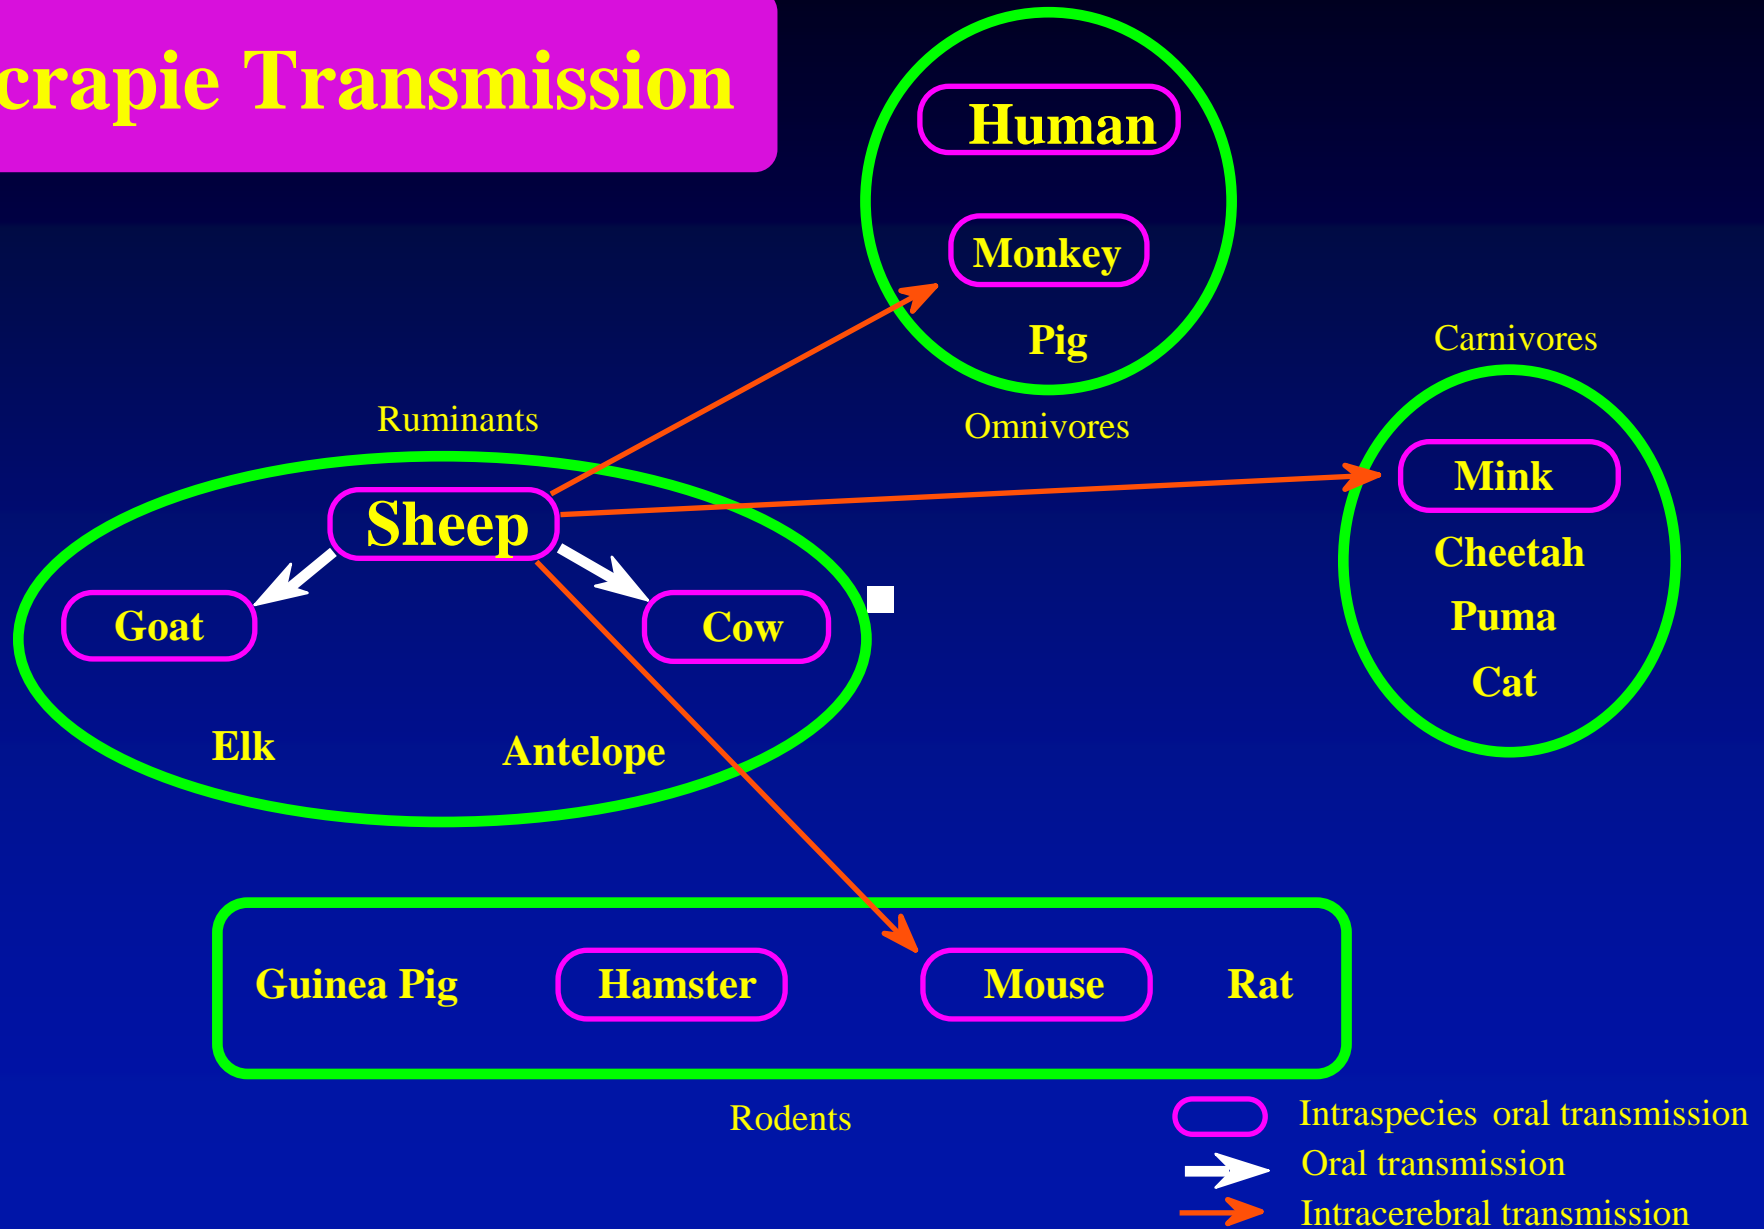 crapie Transmission
Human
Monkey
Pig
Omnivores
Carnivores
Mink
Cheetah
Puma
Cat
Ruminants
Sheep
Goat
Cow
Elk
Antelope
Guinea Pig
Hamster
Mouse
Rat
Rodents
Intraspecies oral transmission
Oral transmission
Intracerebral transmission